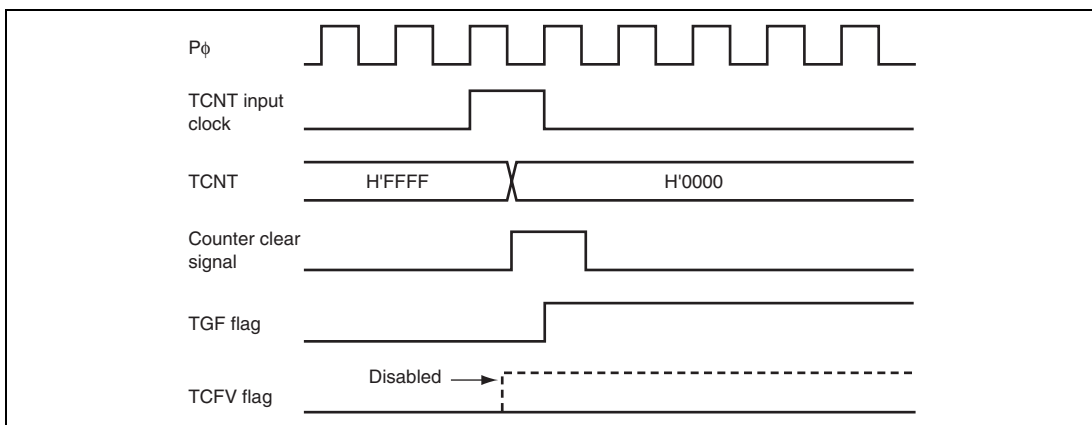 Pϕ
TCNT input
clock
TCNT
H'FFFF
H'0000
Counter clear
signal
TGF flag
Disabled
TCFV flag